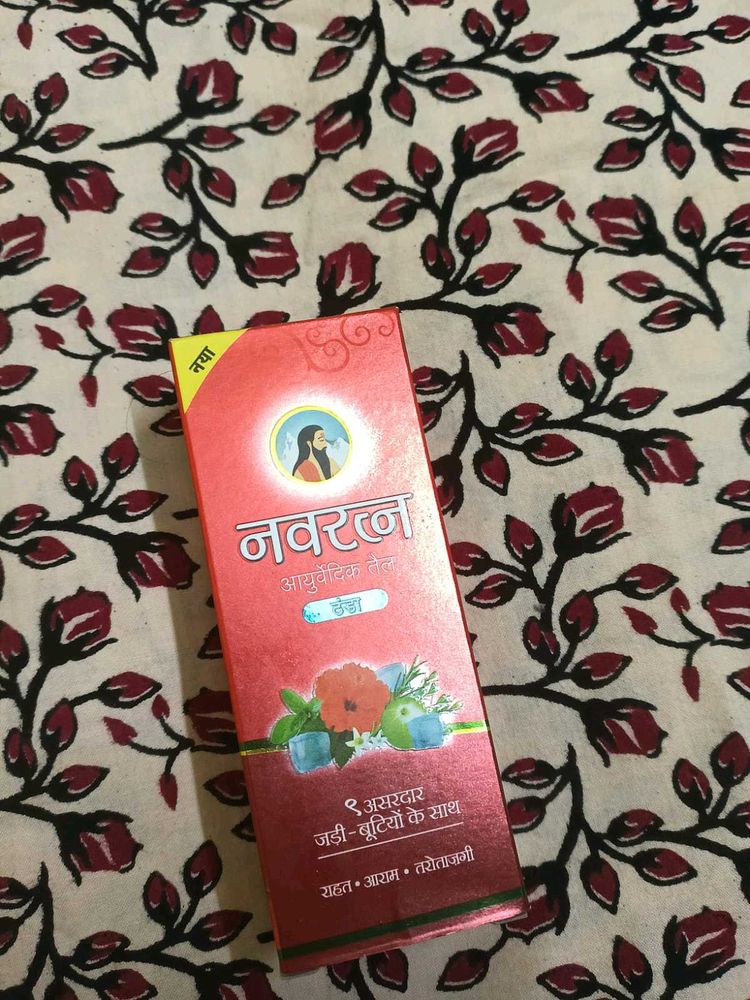 नया
नवरत्न
आयुर्वेदिक तैल
ठंडा
९ असरदार
जड़ी-बूटियों के साथ
राहत • आराम • तरोताजगी